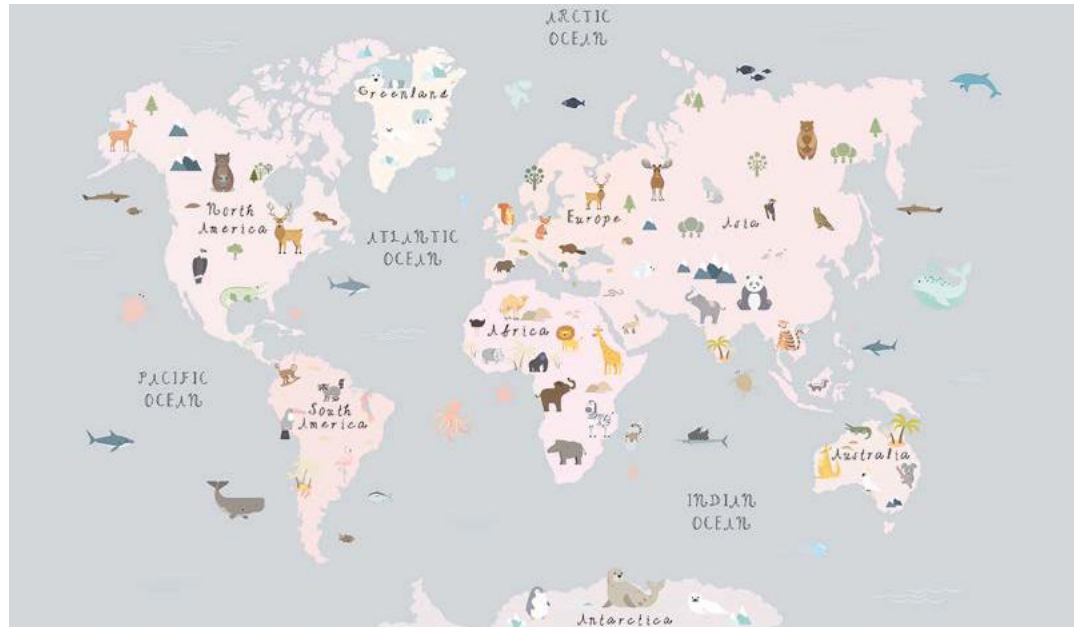 ARCTIC
OCEAN
Greenland
North
America
ATLANTIC
OCEAN
Europe
Asia
Africa
PACIFIC
OCEAN
South
America
Australia
INDIAN
OCEAN
Antarctica